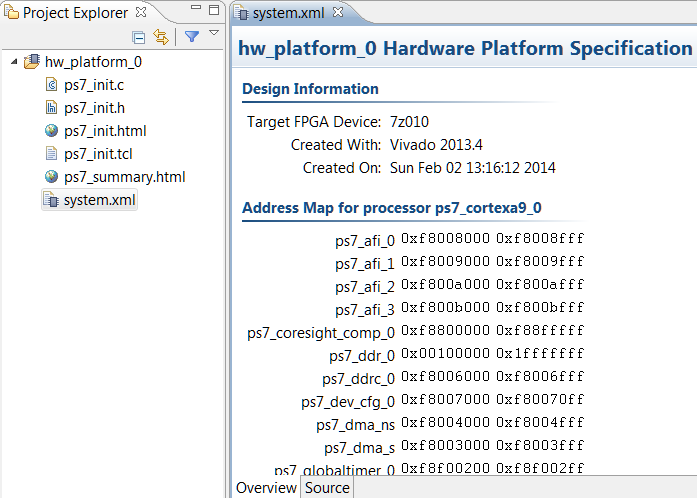 Project Explorer
hw_platform_0
ps7_init.c
ps7_init.h
ps7_init.html
ps7_init.tcl
ps7_summary.html
system.xml
system.xml
hw_platform_0 Hardware Platform Specification
Design Information
Target FPGA Device: 7z010
Created With: Vivado 2013.4
Created On: Sun Feb 02 13:16:12 2014
Address Map for processor ps7_cortexa9_0
ps7_afi_0 0xf8008000 0xf8008fff
ps7_afi_1 0xf8009000 0xf8009fff
ps7_afi_2 0xf800a000 0xf800afff
ps7_afi_3 0xf800b000 0xf800bfff
ps7_coresight_comp_0 0xf8800000 0xf88fffff
ps7_ddr_0 0x00100000 0x1fffffff
ps7_ddrc_0 0xf8006000 0xf8006fff
ps7_dev_cfg_0 0xf8007000 0xf80070ff
ps7_dma_ns 0xf8004000 0xf8004fff
ps7_dma_s 0xf8003000 0xf8003fff
ps7_globaltimer_0 0xf8f00200 0xf8f002ff
Overview Source